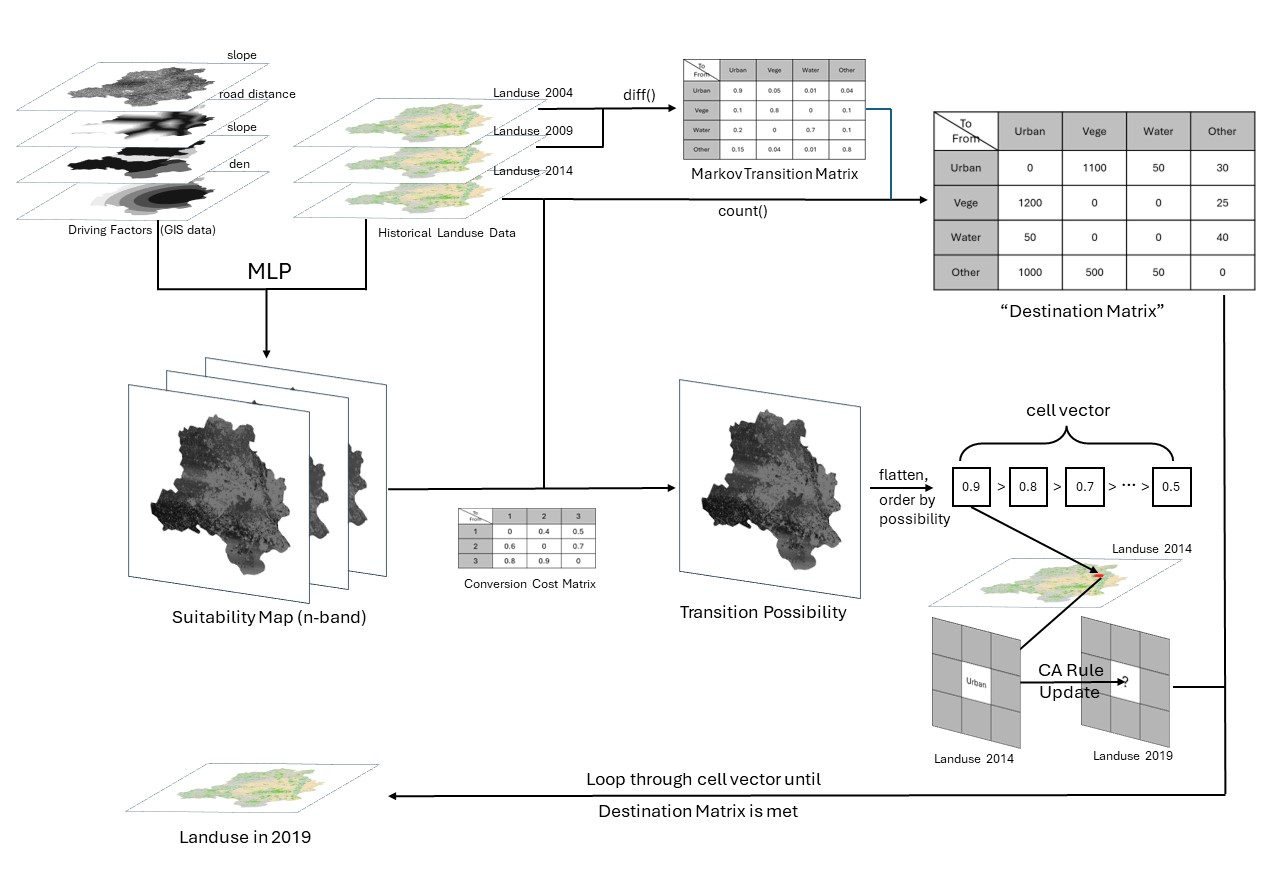 slope
road distance
slope
den
Driving Factors (GIS data)
Landuse 2004
Landuse 2009
Landuse 2014
Historical Landuse Data
diff()
To Urban Vege Water Other
From
Urban 0.9 0.05 0.01 0.04
Vege 0.1 0.8 0 0.1
Water 0.2 0 0.7 0.1
Other 0.15 0.04 0.01 0.8
Markov Transition Matrix
count()
To Urban Vege Water Other
From
Urban 0 1100 50 30
Vege 1200 0 0 25
Water 50 0 0 40
Other 1000 500 50 0
“Destination Matrix”
MLP
Suitability Map (n-band)
To 1 2 3
From
1 0 0.4 0.5
2 0.6 0 0.7
3 0.8 0.9 0
Conversion Cost Matrix
Transition Possibility
flatten,
order by
possibility
cell vector
0.9 > 0.8 > 0.7 > ··· > 0.5
Landuse 2014
Urban
CA Rule
Update
?
Landuse 2014
Landuse 2019
Loop through cell vector until
Destination Matrix is met
Landuse in 2019